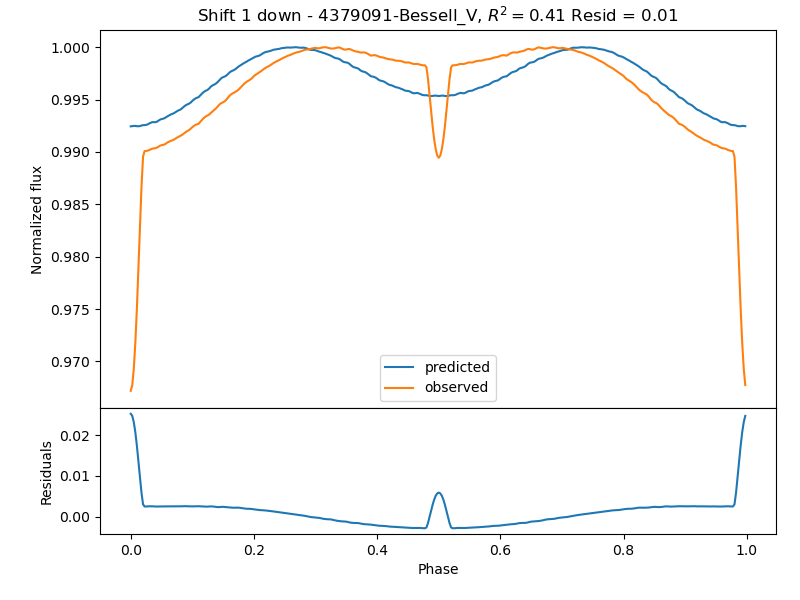 Shift 1 down - 4379091-Bessell_V, R² = 0.41 Resid = 0.01
1.000
0.995
0.990
0.985
0.980
0.975
0.970
Normalized flux
predicted
observed
0.02
0.01
0.00
Residuals
0.0 0.2 0.4 0.6 0.8 1.0
Phase